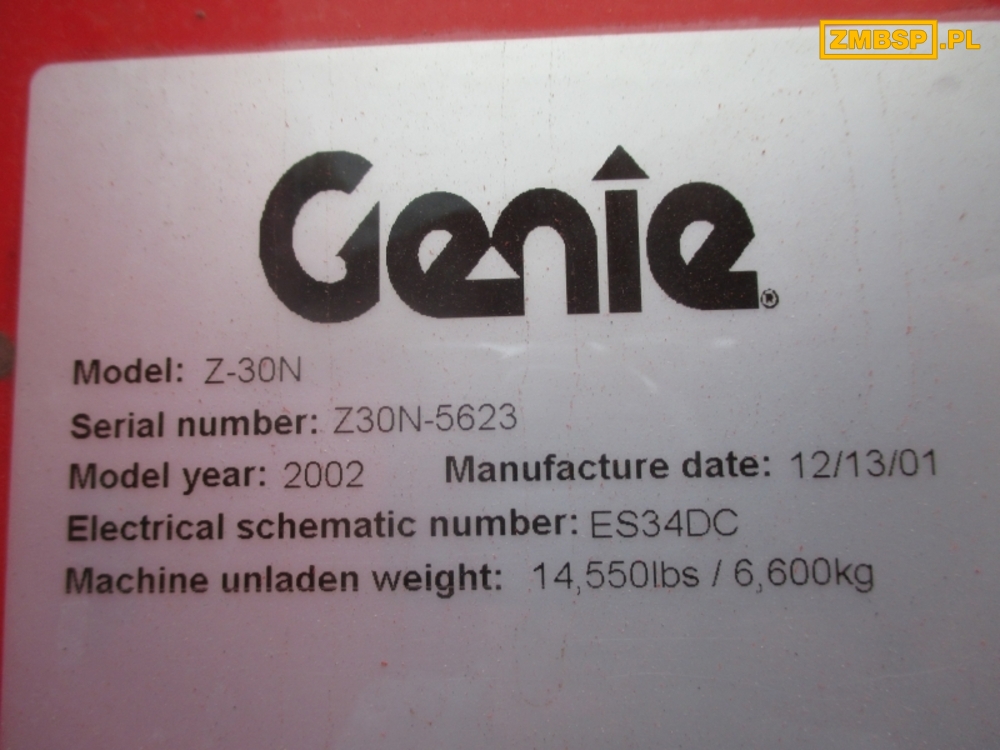 ZMBSP.PL
Genie®
Model: Z-30N
Serial number: Z30N-5623
Model year: 2002 Manufacture date: 12/13/01
Electrical schematic number: ES34DC
Machine unladen weight: 14,550lbs / 6,600kg